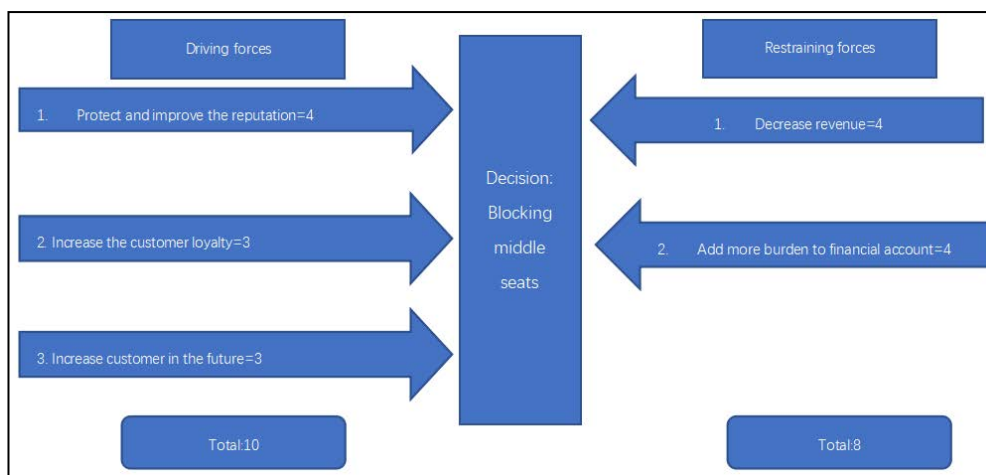 Driving forces
Restraining forces
1. Protect and improve the reputation=4
1. Decrease revenue=4
Decision:
Blocking
middle
seats
2. Increase the customer loyalty=3
2. Add more burden to financial account=4
3. Increase customer in the future=3
Total:10
Total:8